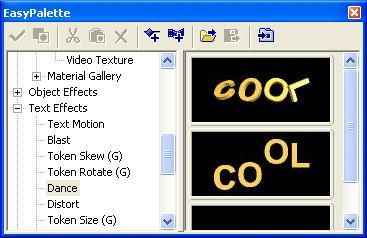 EasyPalette
Video Texture
Material Gallery
Object Effects
Text Effects
Text Motion
Blast
Token Skew (G)
Token Rotate (G)
Dance
Distort
Token Size (G)
COOL
COOL